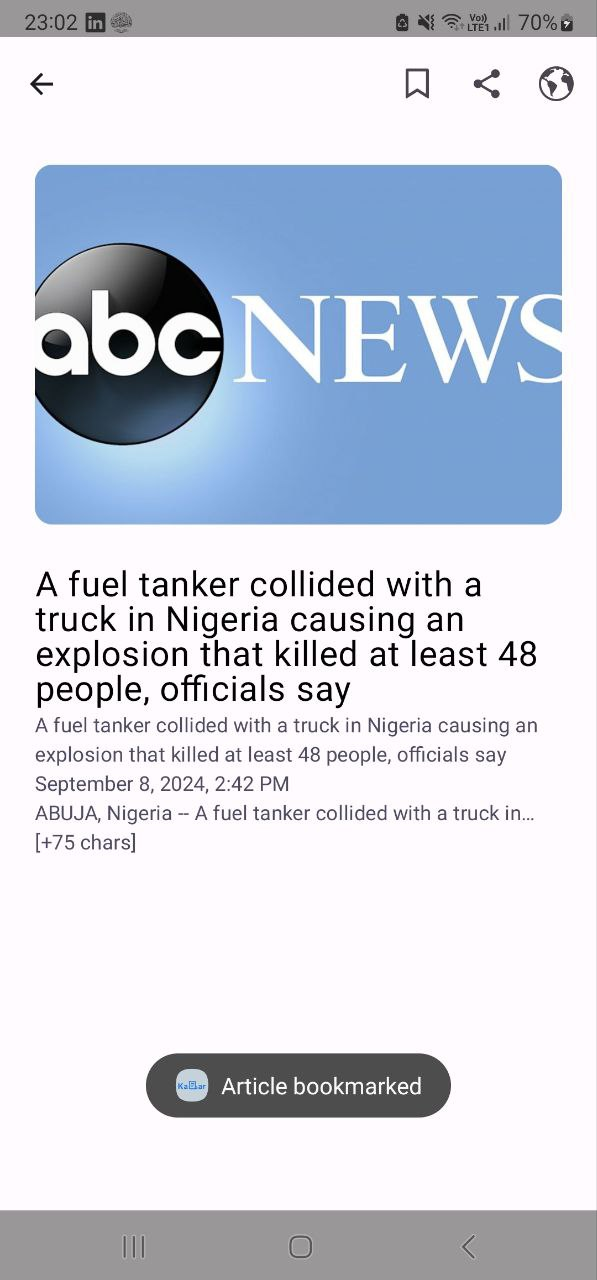 23:02 in Vo)) LTE1 70%
abc NEWS
A fuel tanker collided with a
truck in Nigeria causing an
explosion that killed at least 48
people, officials say
A fuel tanker collided with a truck in Nigeria causing an
explosion that killed at least 48 people, officials say
September 8, 2024, 2:42 PM
ABUJA, Nigeria -- A fuel tanker collided with a truck in…
[+75 chars]
Article bookmarked